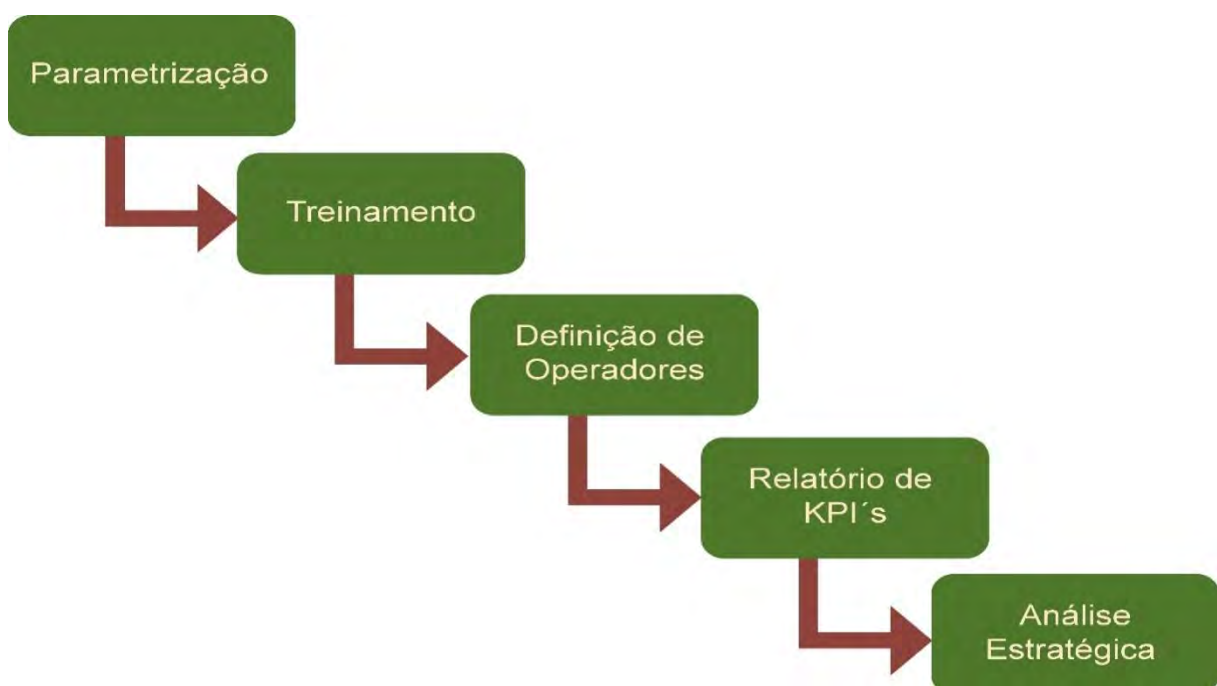 Parametrização
Treinamento
Definição de
Operadores
Relatório de
KPI´s
Análise
Estratégica